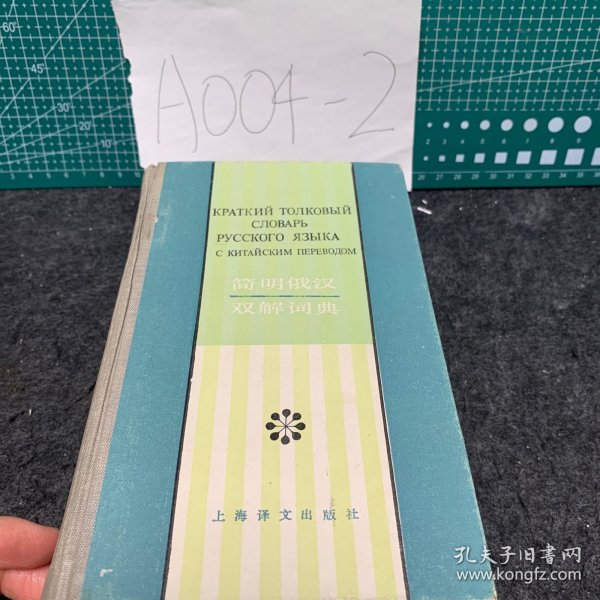 A004-2
КРАТКИЙ ТОЛКОВЫЙ
СЛОВАРЬ
РУССКОГО ЯЗЫКА
С КИТАЙСКИМ ПЕРЕВОДОМ
简明俄汉
双解词典
上海译文出版社
孔夫子旧书网
www.kongfz.com